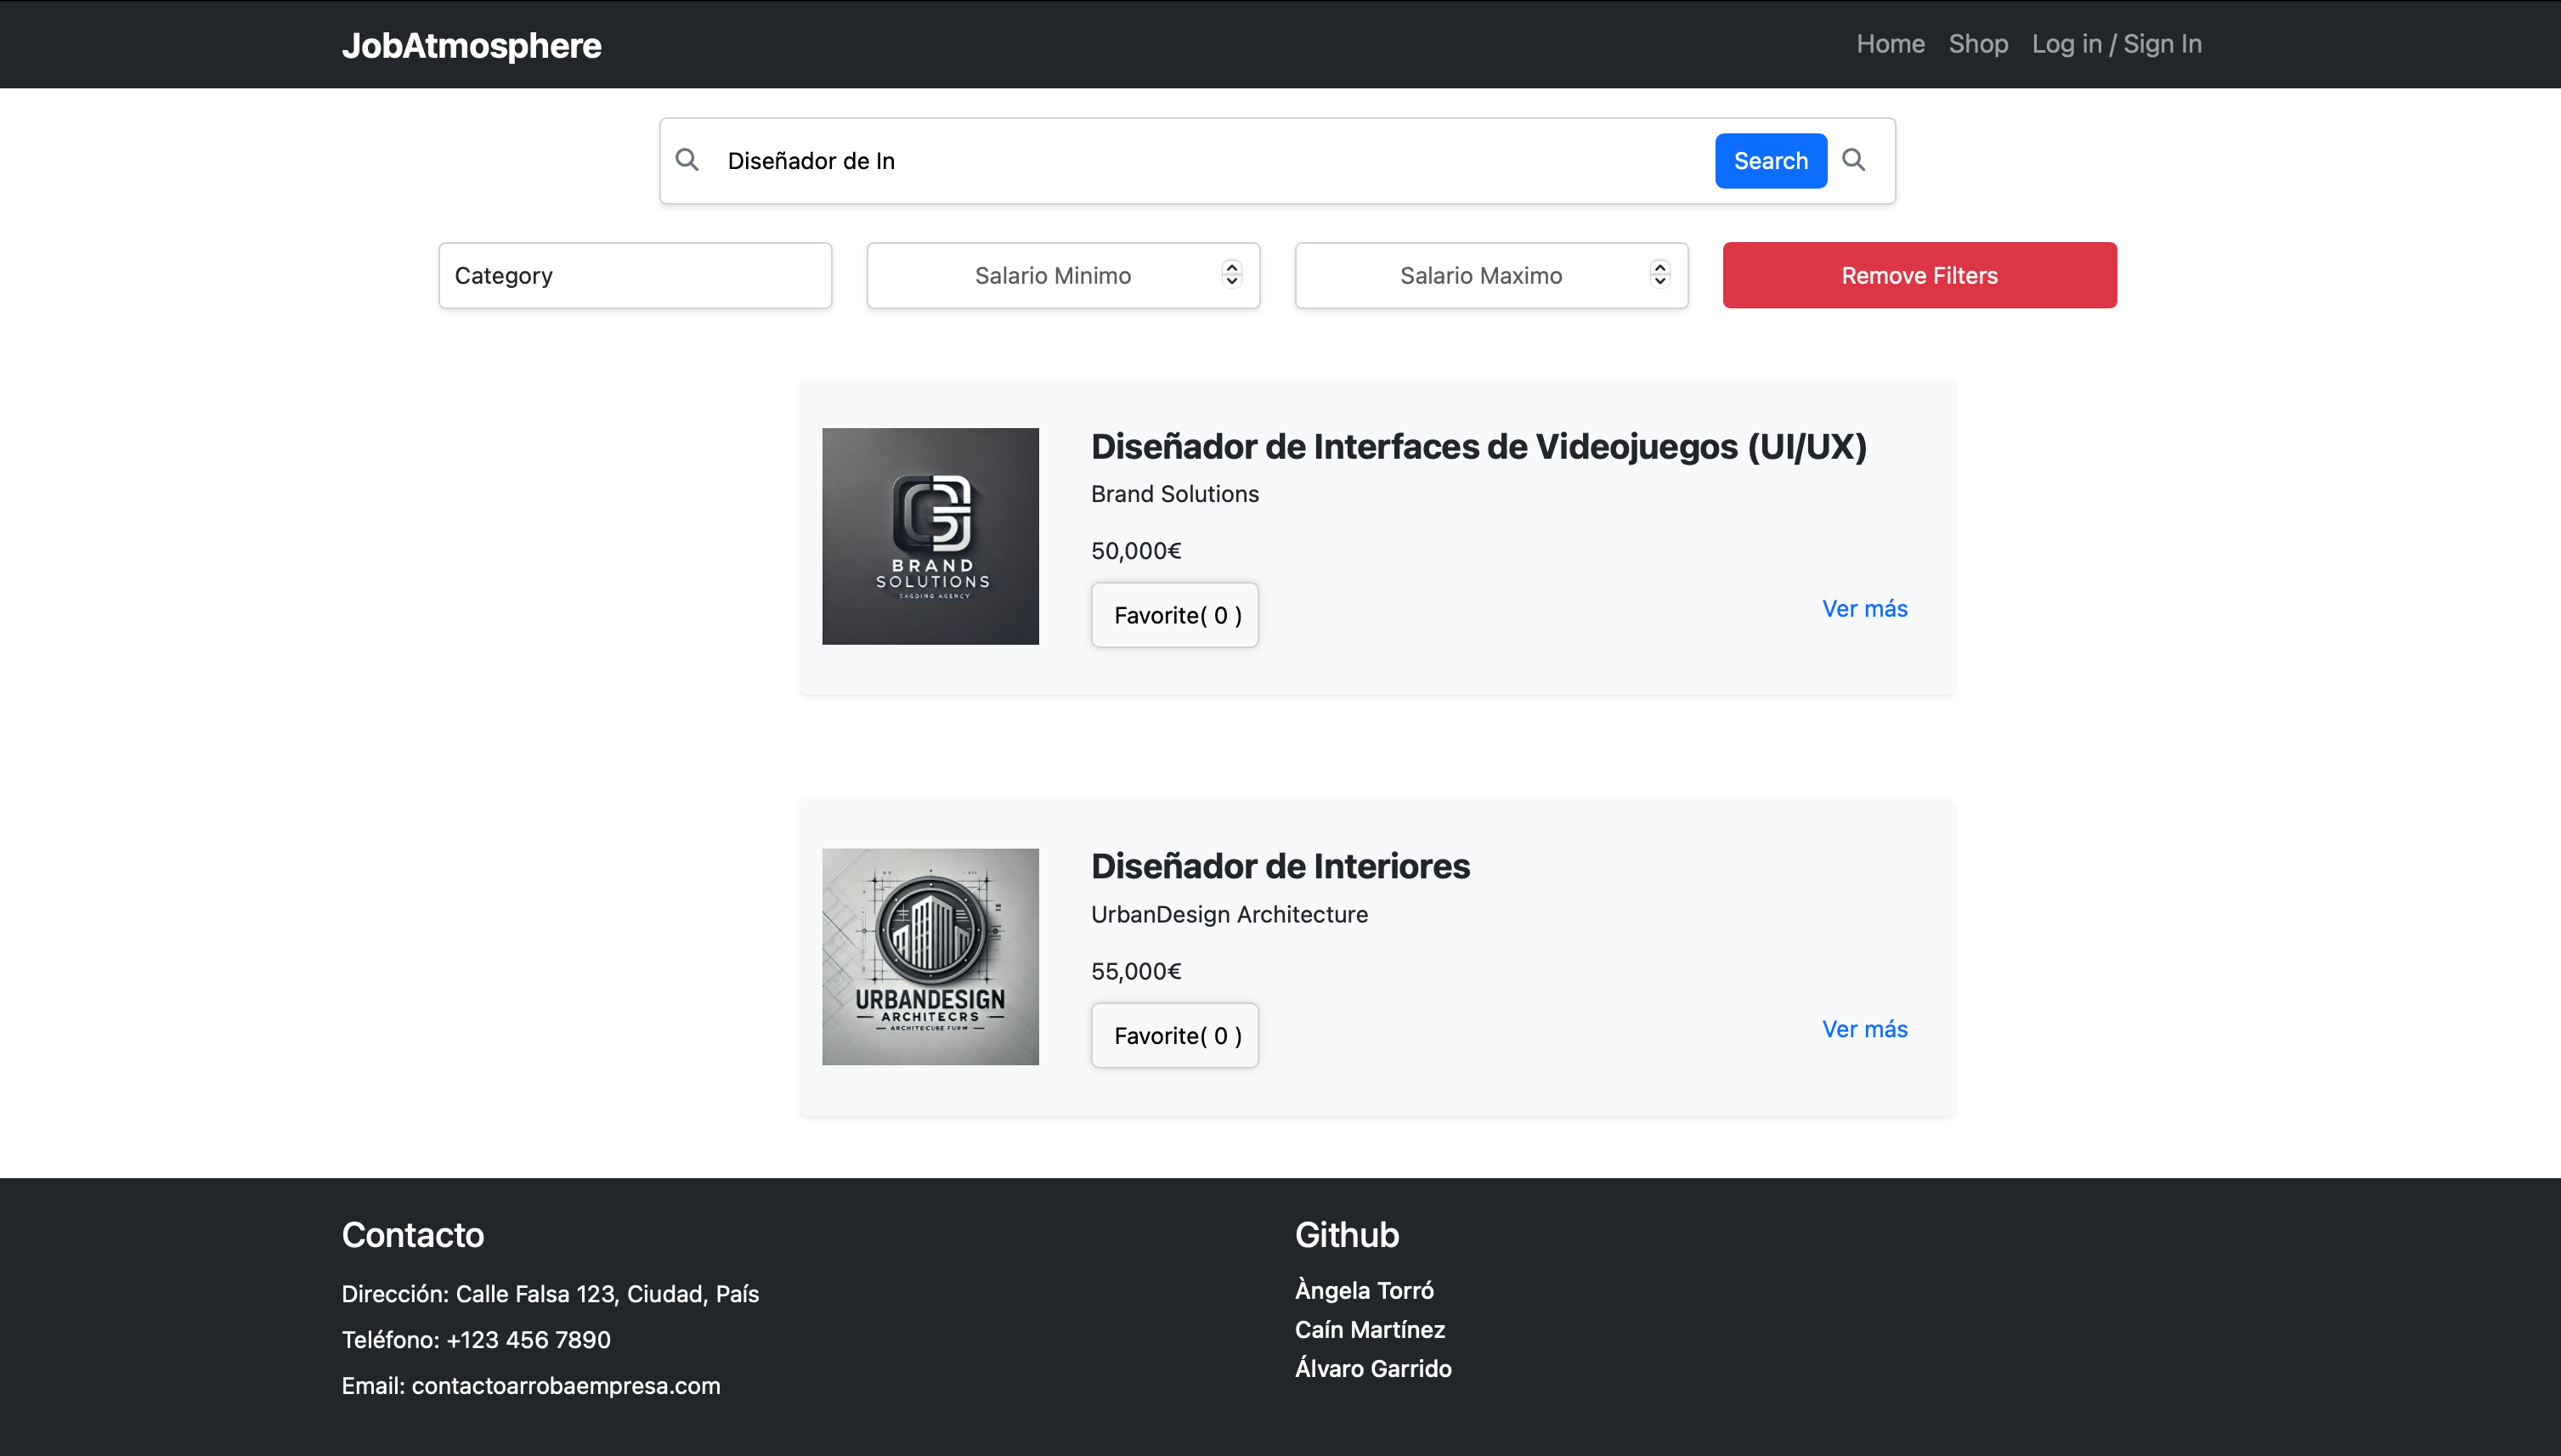 JobAtmosphere
Home Shop Log in / Sign In
Diseñador de In
Search
Category
Salario Minimo
Salario Maximo
Remove Filters
Diseñador de Interfaces de Videojuegos (UI/UX)
Brand Solutions
50,000€
Favorite( 0 )
Ver más
BRAND
SOLUTIONS
SAGDING AGENCY
Diseñador de Interiores
UrbanDesign Architecture
55,000€
Favorite( 0 )
Ver más
URBANDESIGN
ARCHITECRS
Contacto
Dirección: Calle Falsa 123, Ciudad, País
Teléfono: +123 456 7890
Email: contactoarrobaempresa.com
Github
Àngela Torró
Caín Martínez
Álvaro Garrido